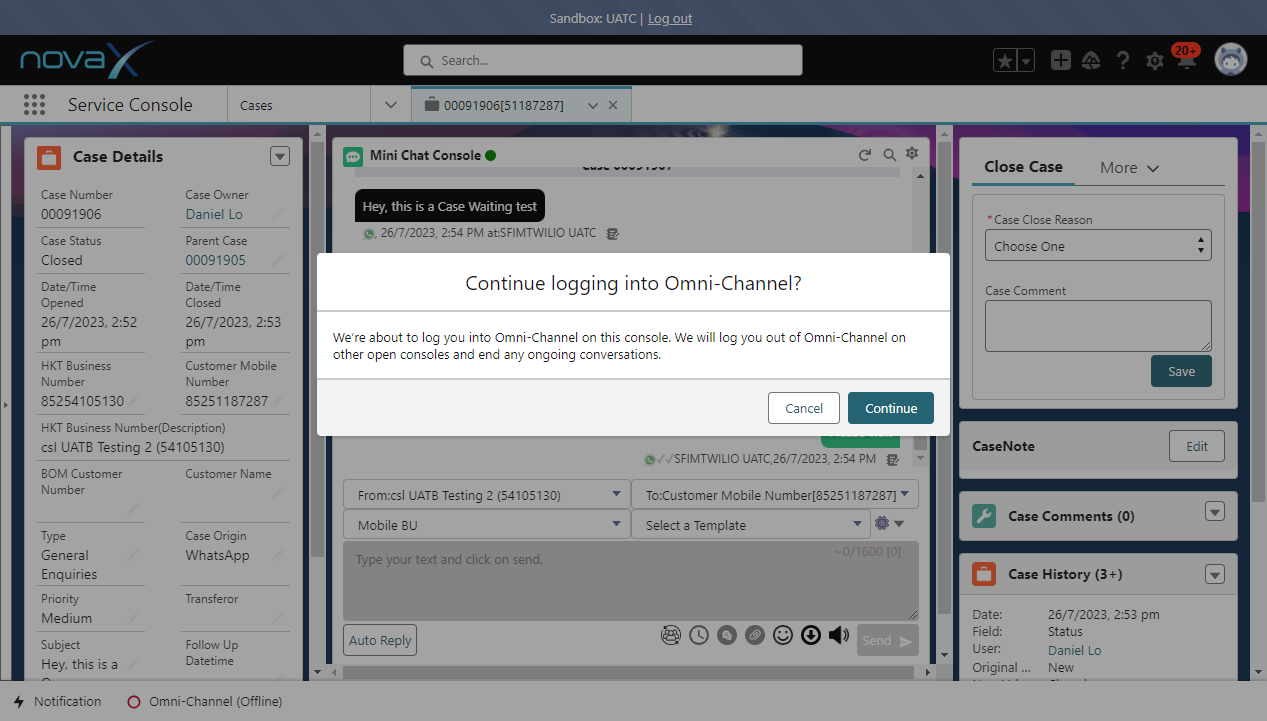 Sandbox: UATC | Log out
novaX
Search...
20+
Service Console
Cases
00091906[51187287]
Case Details
Case Number
00091906
Case Owner
Daniel Lo
Case Status
Closed
Parent Case
00091905
Date/Time
Opened
26/7/2023, 2:52
pm
Date/Time
Closed
26/7/2023, 2:53
pm
HKT Business
Number
85254105130
Customer Mobile
Number
85251187287
HKT Business Number(Description)
csl UATB Testing 2 (54105130)
BOM Customer
Number
Customer Name
Type
General
Enquiries
Case Origin
WhatsApp
Priority
Medium
Transferor
Subject
Hey, this is a
Follow Up
Datetime
Mini Chat Console
Case 00091907
Hey, this is a Case Waiting test
, 26/7/2023, 2:54 PM at:SFIMTWILIO UATC
Continue logging into Omni-Channel?
We're about to log you into Omni-Channel on this console. We will log you out of Omni-Channel on
other open consoles and end any ongoing conversations.
Cancel
Continue
SFIMTWILIO UATC,26/7/2023, 2:54 PM
From:csl UATB Testing 2 (54105130)
To:Customer Mobile Number[85251187287]
Mobile BU
Select a Template
Type your text and click on send.
~0/1600 [0]
Auto Reply
Send
Close Case
More
*Case Close Reason
Choose One
Case Comment
Save
CaseNote
Edit
Case Comments (0)
Case History (3+)
Date:
26/7/2023, 2:53 pm
Field:
Status
User:
Daniel Lo
Original ...
New
Notification
Omni-Channel (Offline)